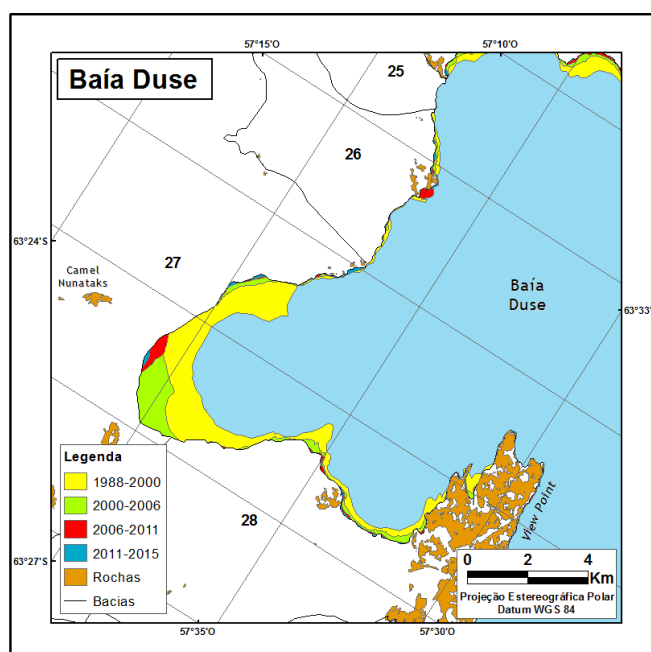 57°15'O
57°10'O
Baía Duse
25
26
63°24'S
27
Camel
Nunataks
Baía
Duse
63°33'
Legenda
1988-2000
2000-2006
2006-2011
2011-2015
Rochas
Bacias
28
View Point
0 2 4
Km
Projeção Estereográfica Polar
Datum WGS 84
63°27'S
57°35'O
57°30'O